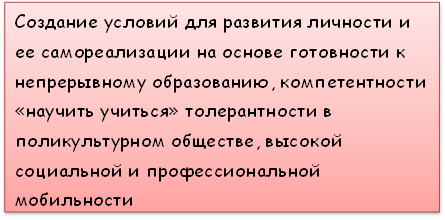 Создание условий для развития личности и
ее самореализации на основе готовности к
непрерывному образованию, компетентности
«научить учиться» толерантности в
поликультурном обществе, высокой
социальной и профессиональной
мобильности